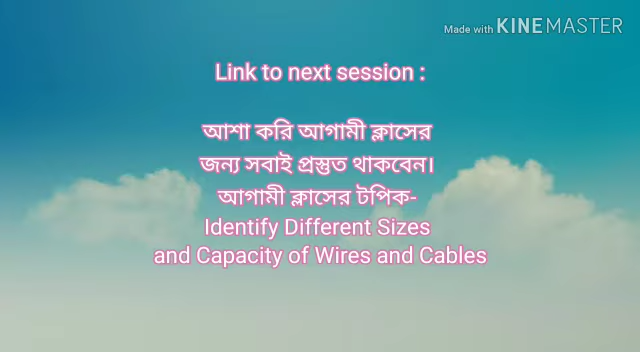 Made with KINEMASTER
Link to next session :
আশা করি আগামী ক্লাসের
জন্য সবাই প্রস্তুত থাকবেন।
আগামী ক্লাসের টপিক-
Identify Different Sizes
and Capacity of Wires and Cables